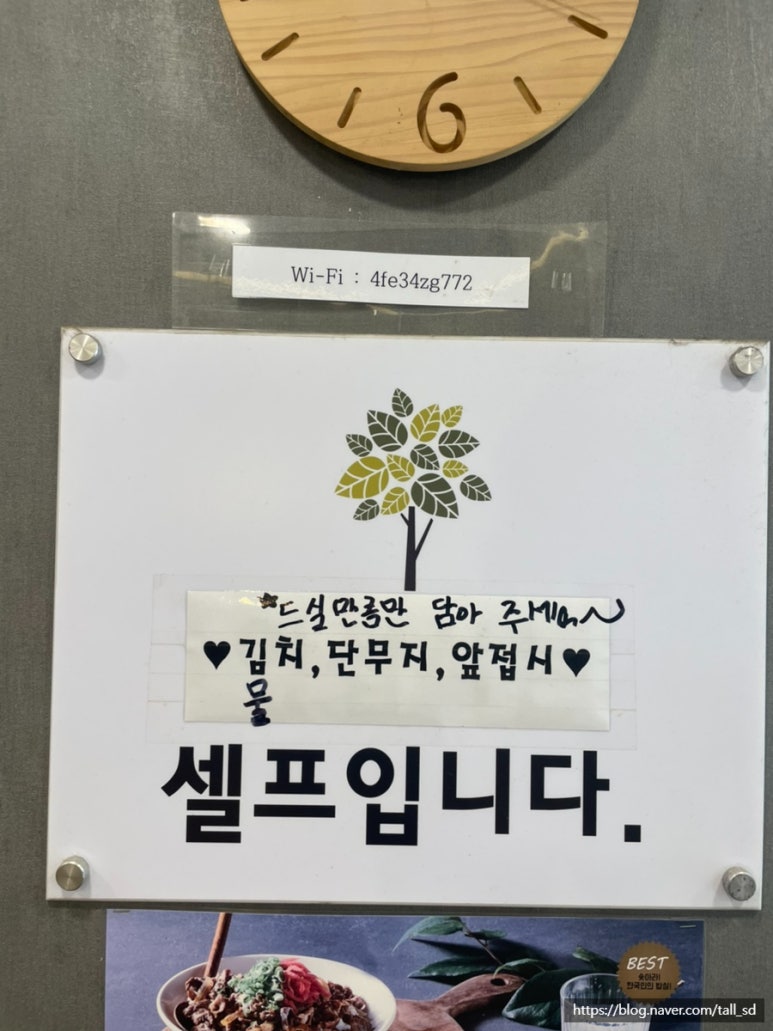 6
Wi-Fi : 4fe34zg772
*드실만큼만 담아 주세요~
♥김치,단무지,앞접시♥
물
셀프입니다.
BEST
https://blog.naver.com/tall_sd